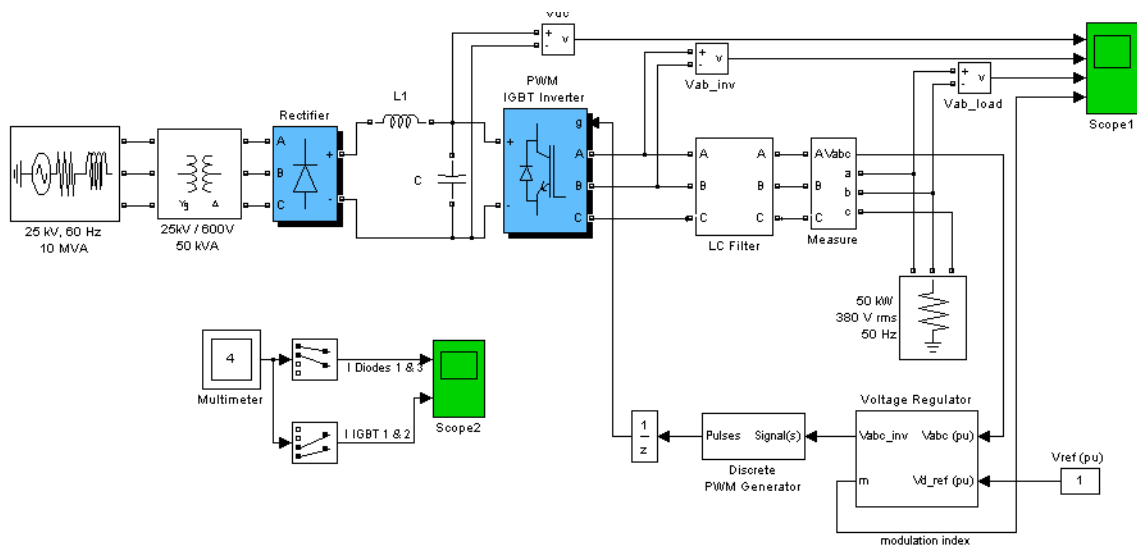 Vdc
v
Vab_inv
v
Vab_load
Scope1
Rectifier
L1
PWM
IGBT Inverter
C
g
A
B
C
A
B
C
+
-
+
-
A
B
C
A
B
C
LC Filter
A
B
C
Vabc
a
b
c
Measure
25 kV, 60 Hz
10 MVA
Yg
Δ
25kV / 600V
50 kVA
50 kW
380 V rms
50 Hz
4
Multimeter
I Diodes 1 & 3
I IGBT 1 & 2
Scope2
1
z
Pulses
Signal(s)
Discrete
PWM Generator
Voltage Regulator
Vabc_inv
Vabc (pu)
m
Vd_ref (pu)
modulation index
Vref (pu)
1